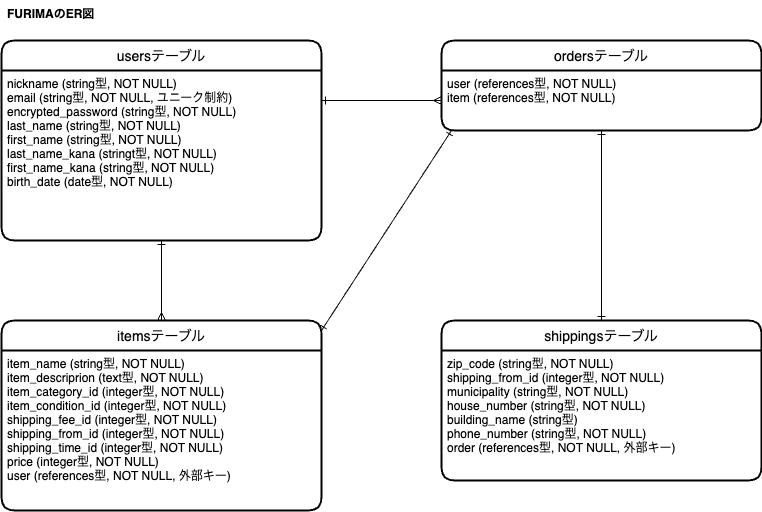 FURIMAのER図
usersテーブル
nickname (string型, NOT NULL)
email (string型, NOT NULL, ユニーク制約)
encrypted_password (string型, NOT NULL)
last_name (string型, NOT NULL)
first_name (string型, NOT NULL)
last_name_kana (stringt型, NOT NULL)
first_name_kana (string型, NOT NULL)
birth_date (date型, NOT NULL)
ordersテーブル
user (references型, NOT NULL)
item (references型, NOT NULL)
itemsテーブル
item_name (string型, NOT NULL)
item_descriprion (text型, NOT NULL)
item_category_id (integer型, NOT NULL)
item_condition_id (integer型, NOT NULL)
shipping_fee_id (integer型, NOT NULL)
shipping_from_id (integer型, NOT NULL)
shipping_time_id (integer型, NOT NULL)
price (integer型, NOT NULL)
user (references型, NOT NULL, 外部キー)
shippingsテーブル
zip_code (string型, NOT NULL)
shipping_from_id (integer型, NOT NULL)
municipality (string型, NOT NULL)
house_number (string型, NOT NULL)
building_name (string型)
phone_number (string型, NOT NULL)
order (references型, NOT NULL, 外部キー)